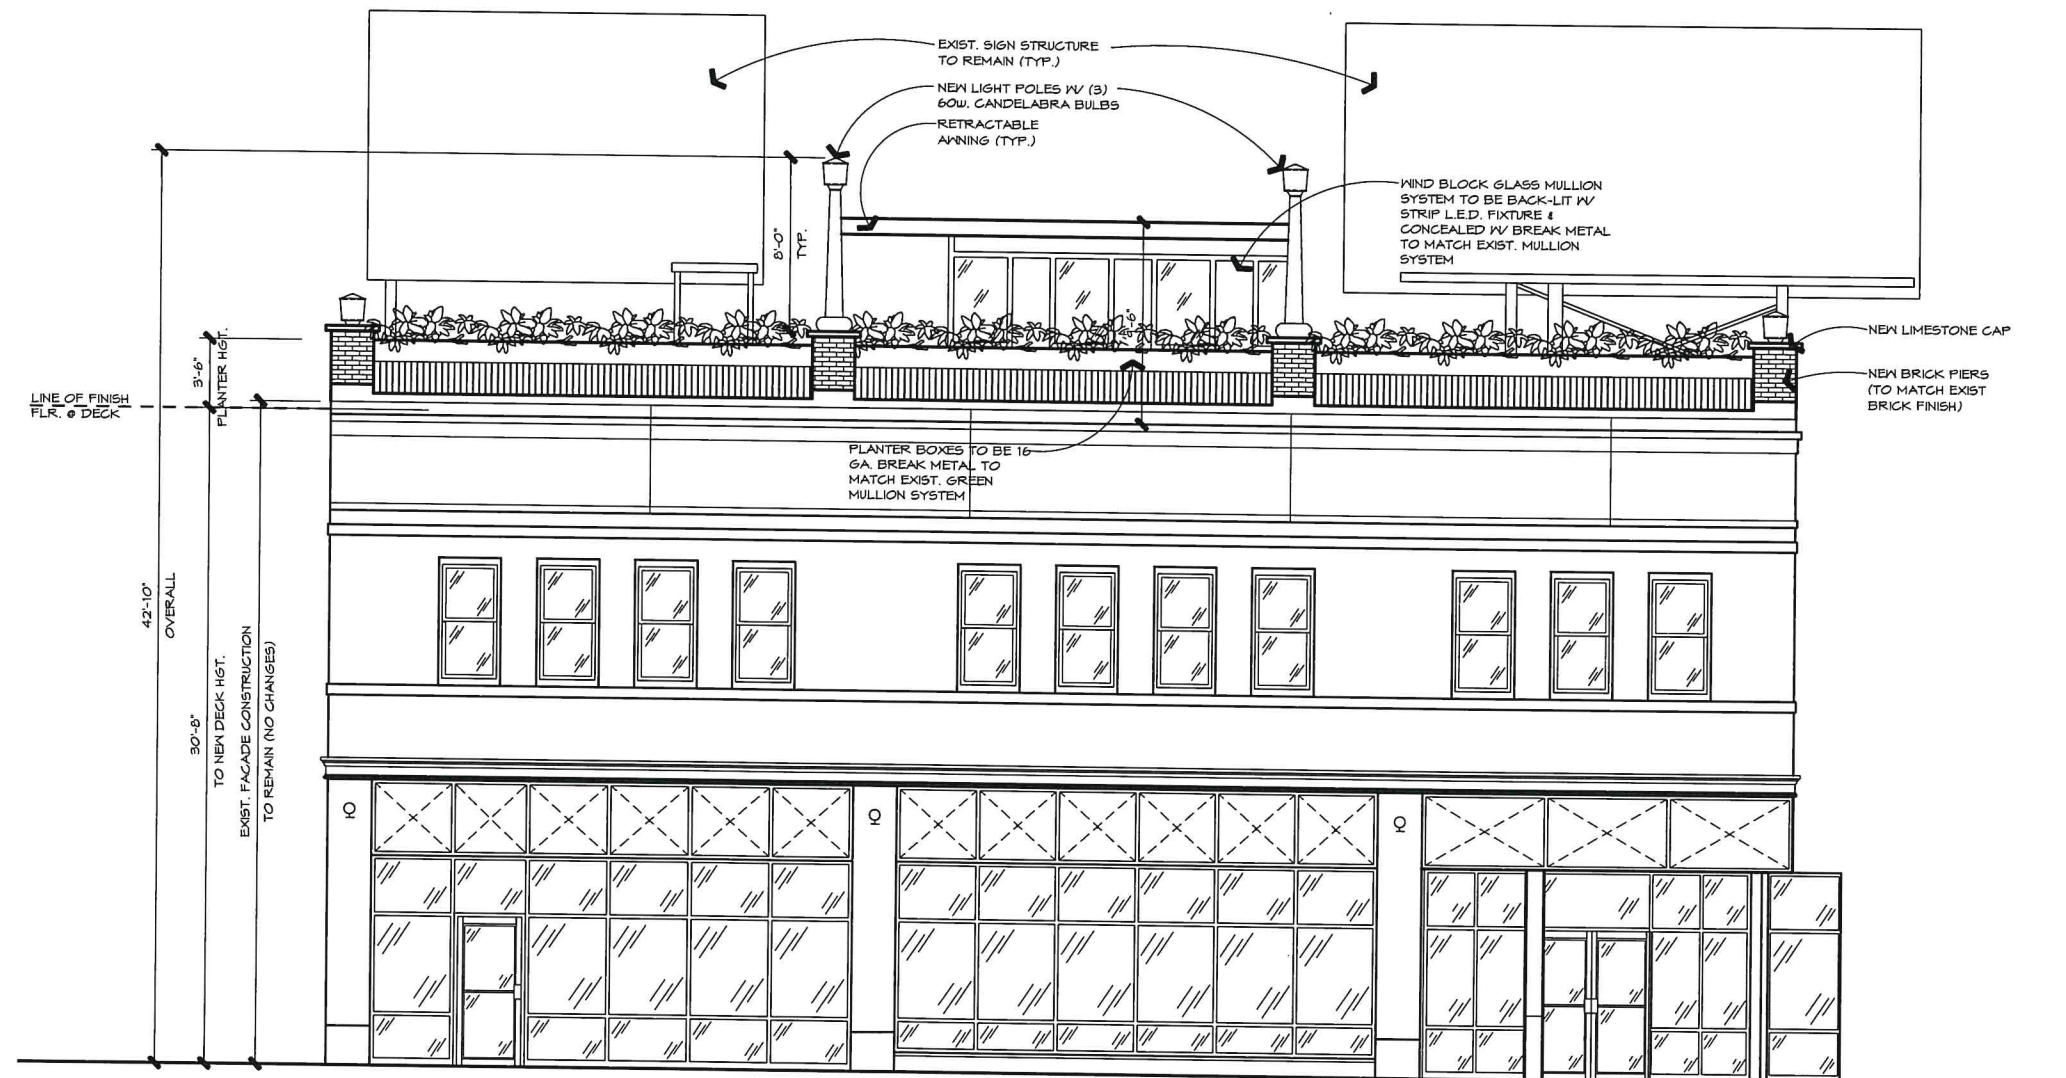 EXIST. SIGN STRUCTURE
TO REMAIN (TYP.)
NEW LIGHT POLES W/ (3)
60W. CANDELABRA BULBS
RETRACTABLE
AWNING (TYP.)
WIND BLOCK GLASS MULLION
SYSTEM TO BE BACK-LIT W/
STRIP L.E.D. FIXTURE &
CONCEALED W/ BREAK METAL
TO MATCH EXIST. MULLION
SYSTEM
8'-0"
TYP.
NEW LIMESTONE CAP
NEW BRICK PIERS
(TO MATCH EXIST
BRICK FINISH)
3'-6"
PLANTER HGT.
LINE OF FINISH
FLR. @ DECK
PLANTER BOXES TO BE 16
GA. BREAK METAL TO
MATCH EXIST. GREEN
MULLION SYSTEM
42'-10"
OVERALL
30'-8"
TO NEW DECK HGT.
EXIST. FACADE CONSTRUCTION
TO REMAIN (NO CHANGES)